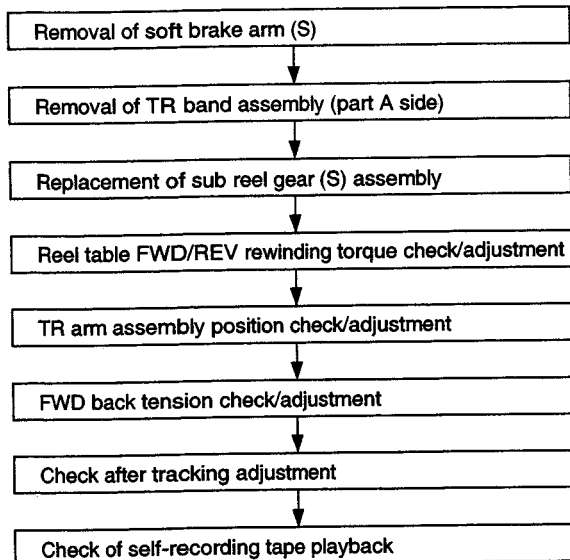 Removal of soft brake arm (S)
Removal of TR band assembly (part A side)
Replacement of sub reel gear (S) assembly
Reel table FWD/REV rewinding torque check/adjustment
TR arm assembly position check/adjustment
FWD back tension check/adjustment
Check after tracking adjustment
Check of self-recording tape playback